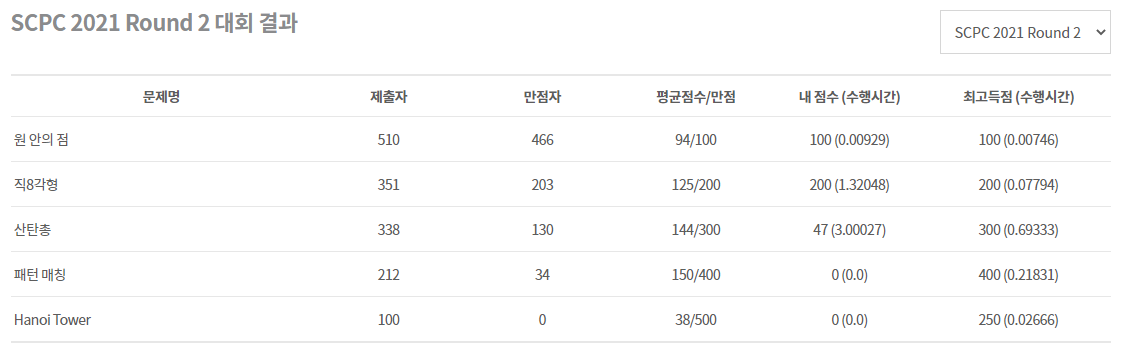 SCPC 2021 Round 2 대회 결과
SCPC 2021 Round 2
문제명 제출자 만점자 평균점수/만점 내 점수 (수행시간) 최고득점 (수행시간)
원 안의 점 510 466 94/100 100 (0.00929) 100 (0.00746)
직8각형 351 203 125/200 200 (1.32048) 200 (0.07794)
산탄총 338 130 144/300 47 (3.00027) 300 (0.69333)
패턴 매칭 212 34 150/400 0 (0.0) 400 (0.21831)
Hanoi Tower 100 0 38/500 0 (0.0) 250 (0.02666)